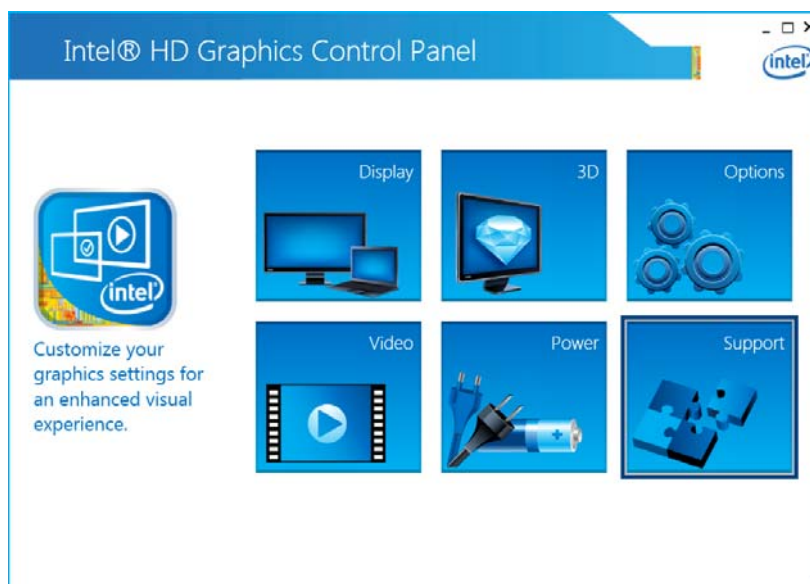 Intel® HD Graphics Control Panel
intel
Display
3D
Options
intel
Customize your
graphics settings for
an enhanced visual
experience.
Video
Power
Support